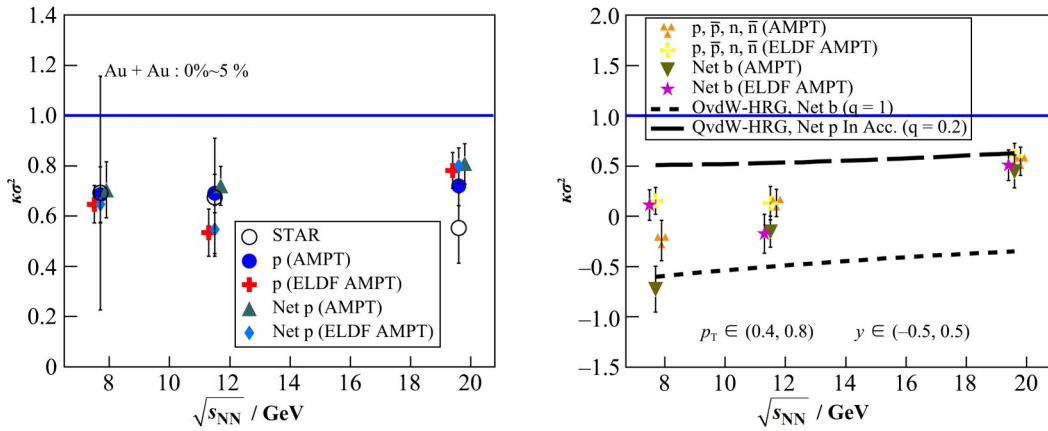 1.4
1.2
1.0
0.8
0.6
0.4
0.2
0
κσ²
Au + Au : 0%~5 %
STAR
p (AMPT)
p (ELDF AMPT)
Net p (AMPT)
Net p (ELDF AMPT)
8
10
12
14
16
18
20
√sNN / GeV
2.0
1.5
1.0
0.5
0
−0.5
−1.0
−1.5
κσ²
p, p̅, n, n̅ (AMPT)
p, p̅, n, n̅ (ELDF AMPT)
Net b (AMPT)
Net b (ELDF AMPT)
QvdW-HRG, Net b (q = 1)
QvdW-HRG, Net p In Acc. (q = 0.2)
pT ∈ (0.4, 0.8) y ∈ (−0.5, 0.5)
8
10
12
14
16
18
20
√sNN / GeV